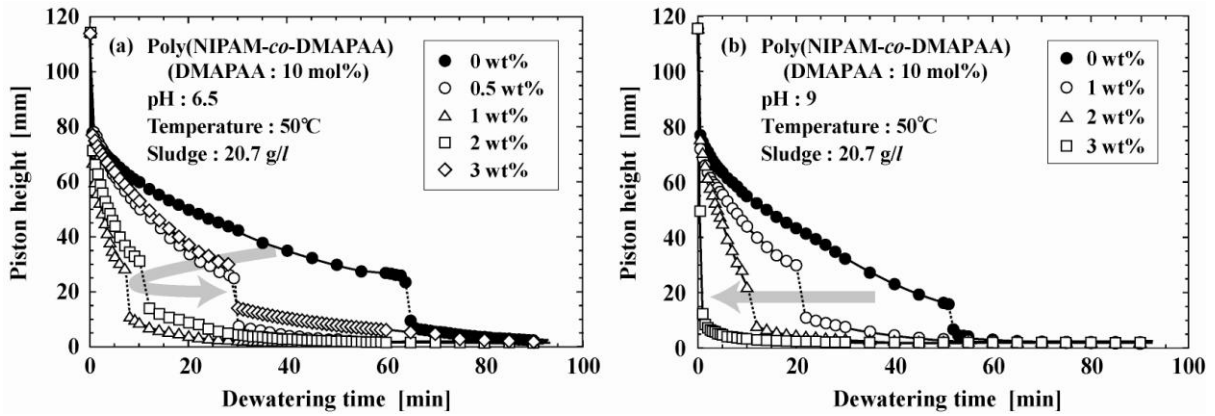 (a) Poly(NIPAM-co-DMAPAA)
(DMAPAA : 10 mol%)
pH : 6.5
Temperature : 50℃
Sludge : 20.7 g/l
0 wt%
0.5 wt%
1 wt%
2 wt%
3 wt%
Piston height [mm]
120
100
80
60
40
20
0
0 20 40 60 80 100
Dewatering time [min]
(b) Poly(NIPAM-co-DMAPAA)
(DMAPAA : 10 mol%)
pH : 9
Temperature : 50℃
Sludge : 20.7 g/l
0 wt%
1 wt%
2 wt%
3 wt%
Piston height [mm]
120
100
80
60
40
20
0
0 20 40 60 80 100
Dewatering time [min]